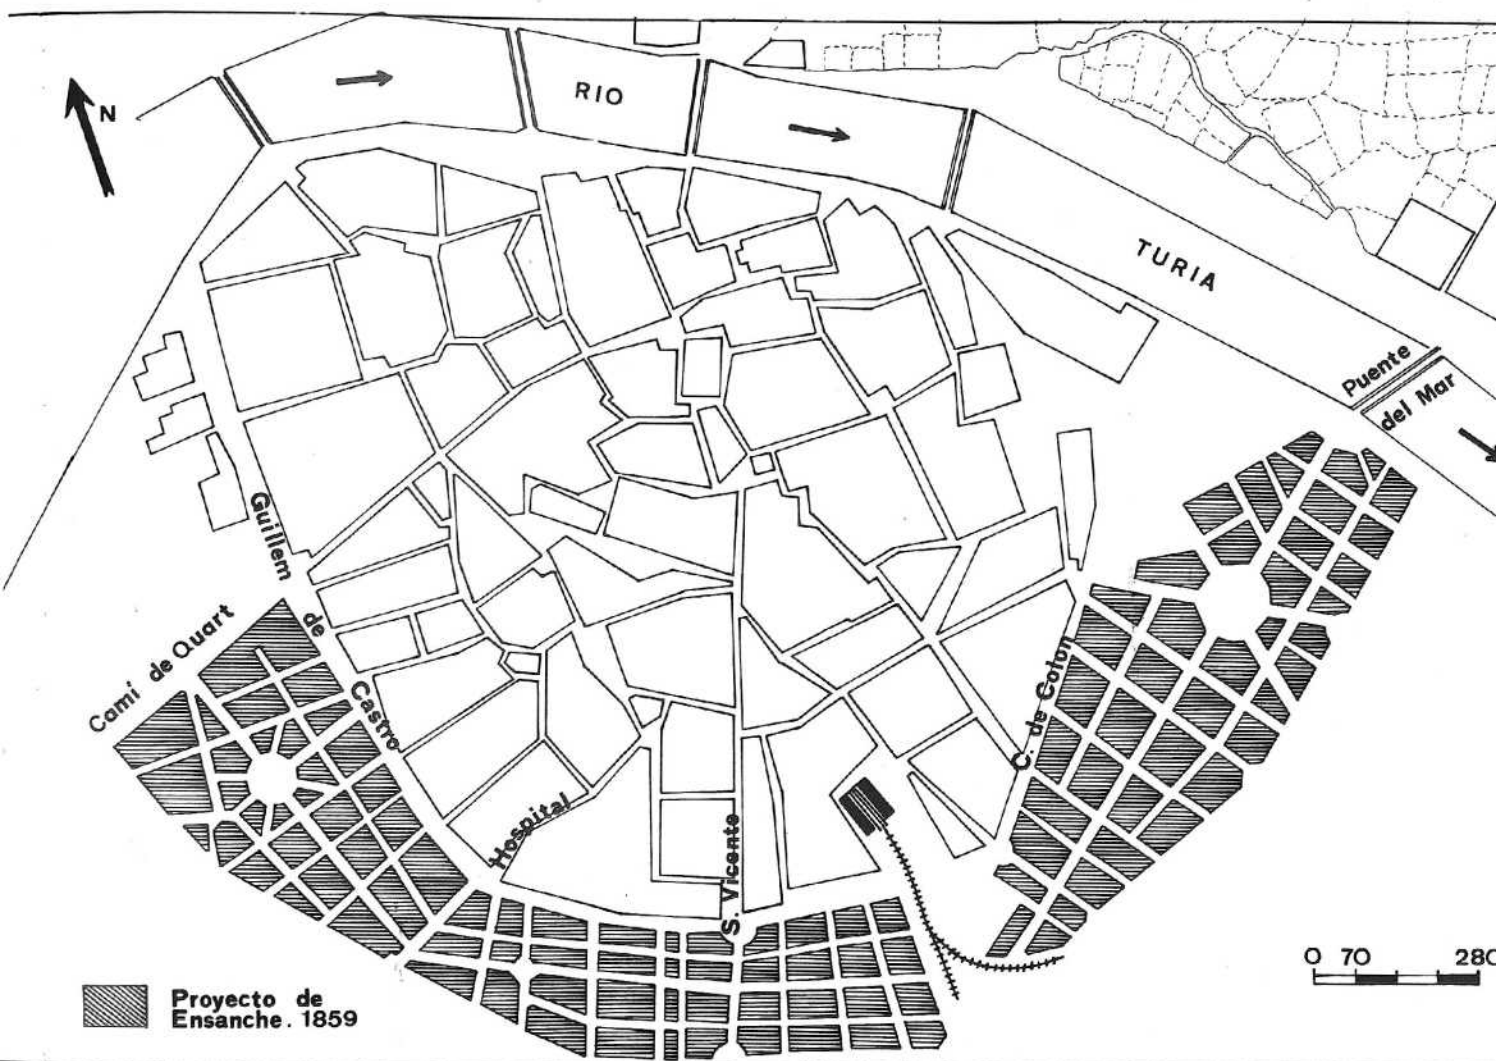 N
RIO
TURIA
Puente
del Mar
Guillem de Castro
Camí de Quart
Hospital
S. Vicente
C. de Colon
0 70 280
Proyecto de
Ensanche. 1859